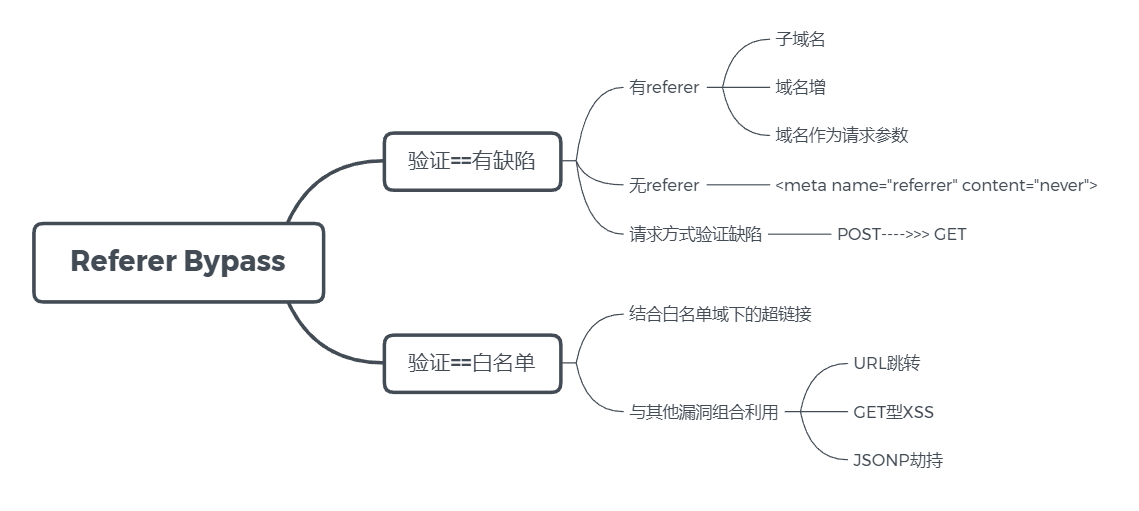 Referer Bypass
验证==有缺陷
有referer
子域名
域名增
域名作为请求参数
无referer
<meta name="referrer" content="never">
请求方式验证缺陷
POST---->>> GET
验证==白名单
结合白名单域下的超链接
与其他漏洞组合利用
URL跳转
GET型XSS
JSONP劫持